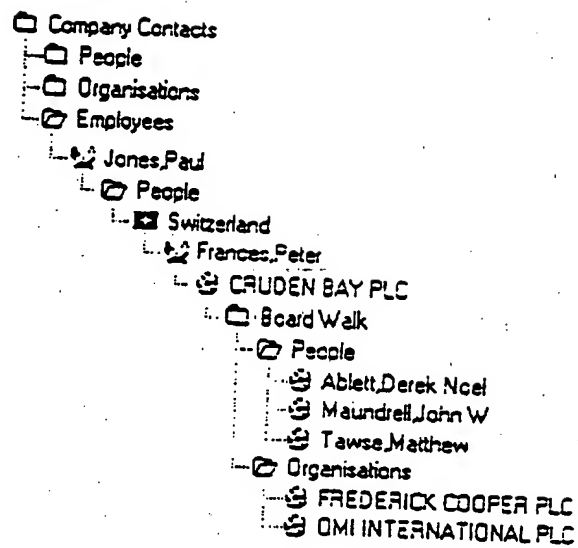 Company Contacts
People
Organisations
Employees
Jones,Paul
People
Switzerland
Frances,Peter
CRUDEN BAY PLC
Board Walk
People
Ablett,Derek Noel
Maundrell,John W
Tawse,Matthew
Organisations
FREDERICK COOPER PLC
OMI INTERNATIONAL PLC